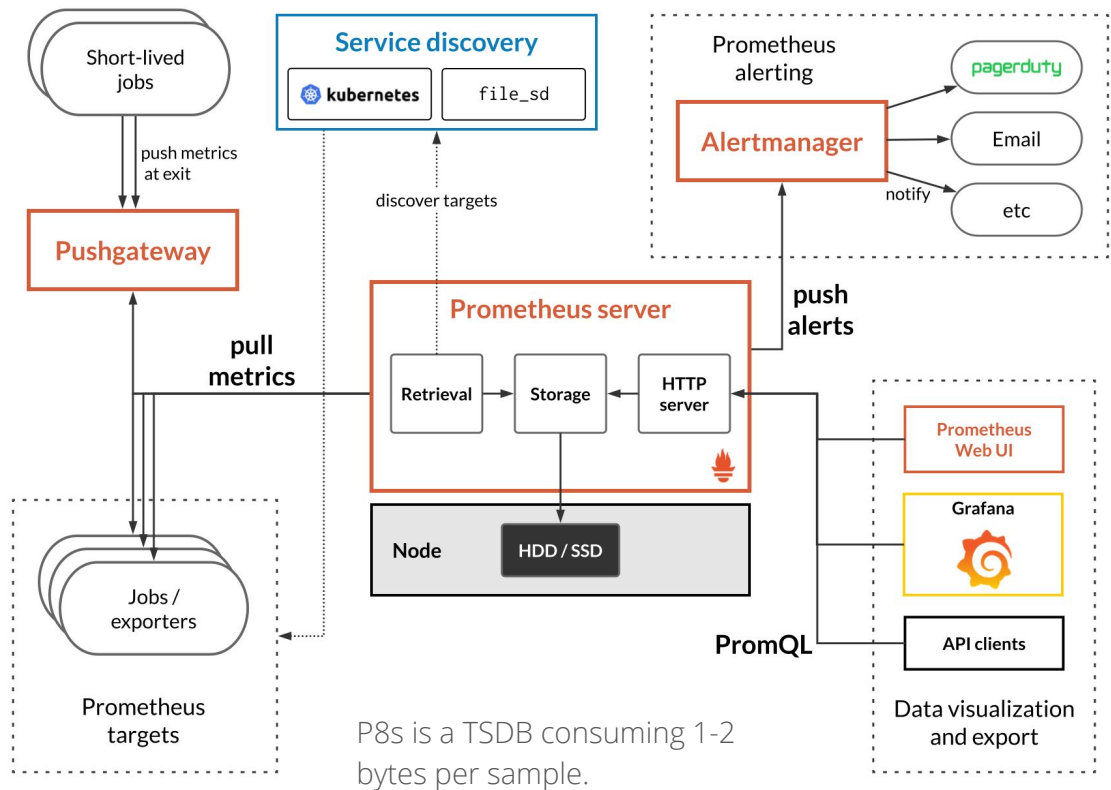 Short-lived
jobs
push metrics
at exit
Pushgateway
Service discovery
kubernetes
file_sd
discover targets
Prometheus
alerting
Alertmanager
pagerduty
Email
etc
notify
push
alerts
pull
metrics
Prometheus server
Retrieval
Storage
HTTP
server
Node
HDD / SSD
Jobs /
exporters
Prometheus
targets
PromQL
Prometheus
Web UI
Grafana
API clients
Data visualization
and export
P8s is a TSDB consuming 1-2
bytes per sample.